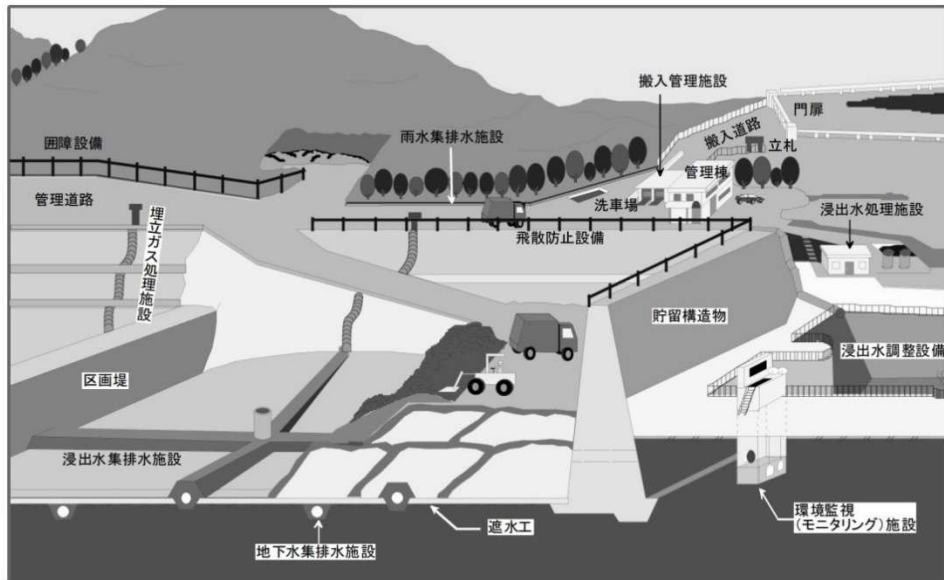 搬入管理施設
門扉
搬入道路
立札
囲障設備
雨水集排水施設
管理棟
管理道路
洗車場
浸出水処理施設
飛散防止設備
埋立ガス処理施設
貯留構造物
浸出水調整設備
区画堤
浸出水集排水施設
環境監視
(モニタリング)施設
遮水工
地下水集排水施設